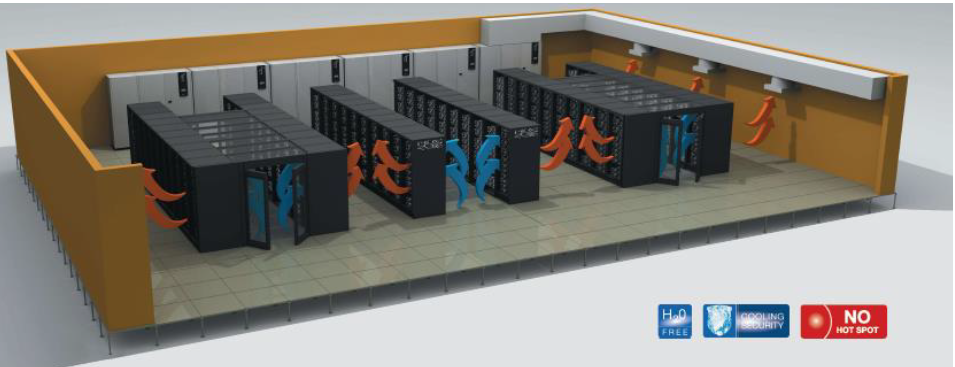 H₂O
FREE
COOLING
SECURITY
NO
HOT SPOT